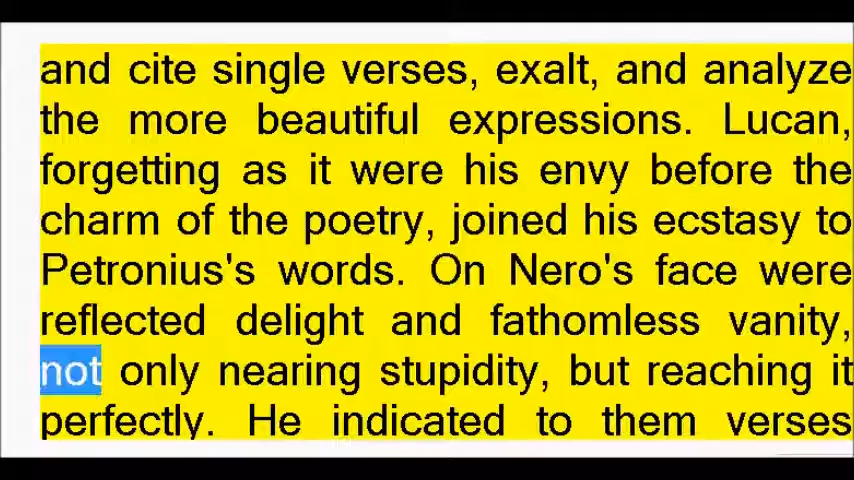 and cite single verses, exalt, and analyze
the more beautiful expressions. Lucan,
forgetting as it were his envy before the
charm of the poetry, joined his ecstasy to
Petronius's words. On Nero's face were
reflected delight and fathomless vanity,
not only nearing stupidity, but reaching it
perfectly. He indicated to them verses